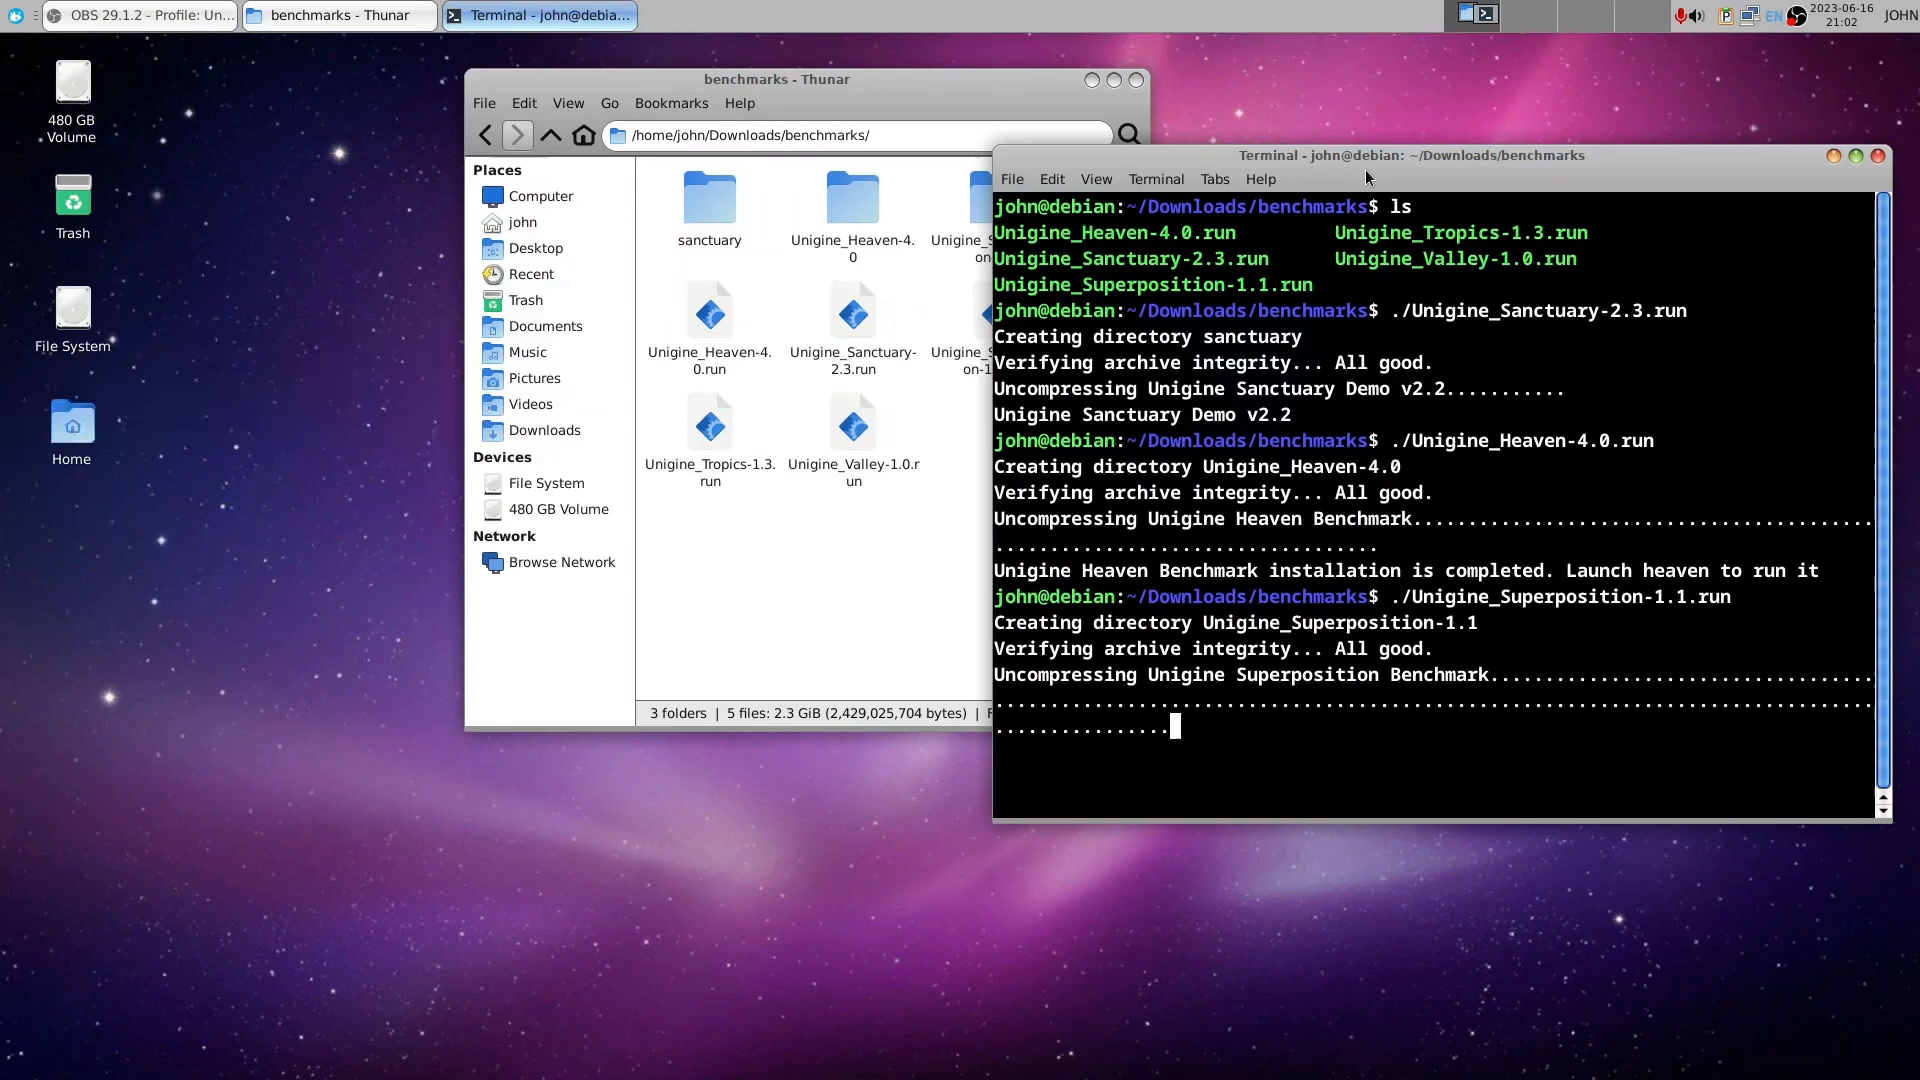 OBS 29.1.2 - Profile: Un...
benchmarks - Thunar
Terminal - john@debia...
EN
2023-06-16
21:02
JOHN
480 GB
Volume
Trash
File System
Home
benchmarks - Thunar
File Edit View Go Bookmarks Help
/home/john/Downloads/benchmarks/
Places
Computer
john
Desktop
Recent
Trash
Documents
Music
Pictures
Videos
Downloads
Devices
File System
480 GB Volume
Network
Browse Network
sanctuary
Unigine_Heaven-4.
0
Unigine_S
on-
Unigine_Heaven-4.
0.run
Unigine_Sanctuary-
2.3.run
Unigine_S
on-1
Unigine_Tropics-1.3.
run
Unigine_Valley-1.0.r
un
3 folders | 5 files: 2.3 GiB (2,429,025,704 bytes) | F
Terminal - john@debian: ~/Downloads/benchmarks
File Edit View Terminal Tabs Help
john@debian:~/Downloads/benchmarks$ ls
Unigine_Heaven-4.0.run Unigine_Tropics-1.3.run
Unigine_Sanctuary-2.3.run Unigine_Valley-1.0.run
Unigine_Superposition-1.1.run
john@debian:~/Downloads/benchmarks$ ./Unigine_Sanctuary-2.3.run
Creating directory sanctuary
Verifying archive integrity... All good.
Uncompressing Unigine Sanctuary Demo v2.2...........
Unigine Sanctuary Demo v2.2
john@debian:~/Downloads/benchmarks$ ./Unigine_Heaven-4.0.run
Creating directory Unigine_Heaven-4.0
Verifying archive integrity... All good.
Uncompressing Unigine Heaven Benchmark..........................................
...................................
Unigine Heaven Benchmark installation is completed. Launch heaven to run it
john@debian:~/Downloads/benchmarks$ ./Unigine_Superposition-1.1.run
Creating directory Unigine_Superposition-1.1
Verifying archive integrity... All good.
Uncompressing Unigine Superposition Benchmark...................................
................................................................................
................